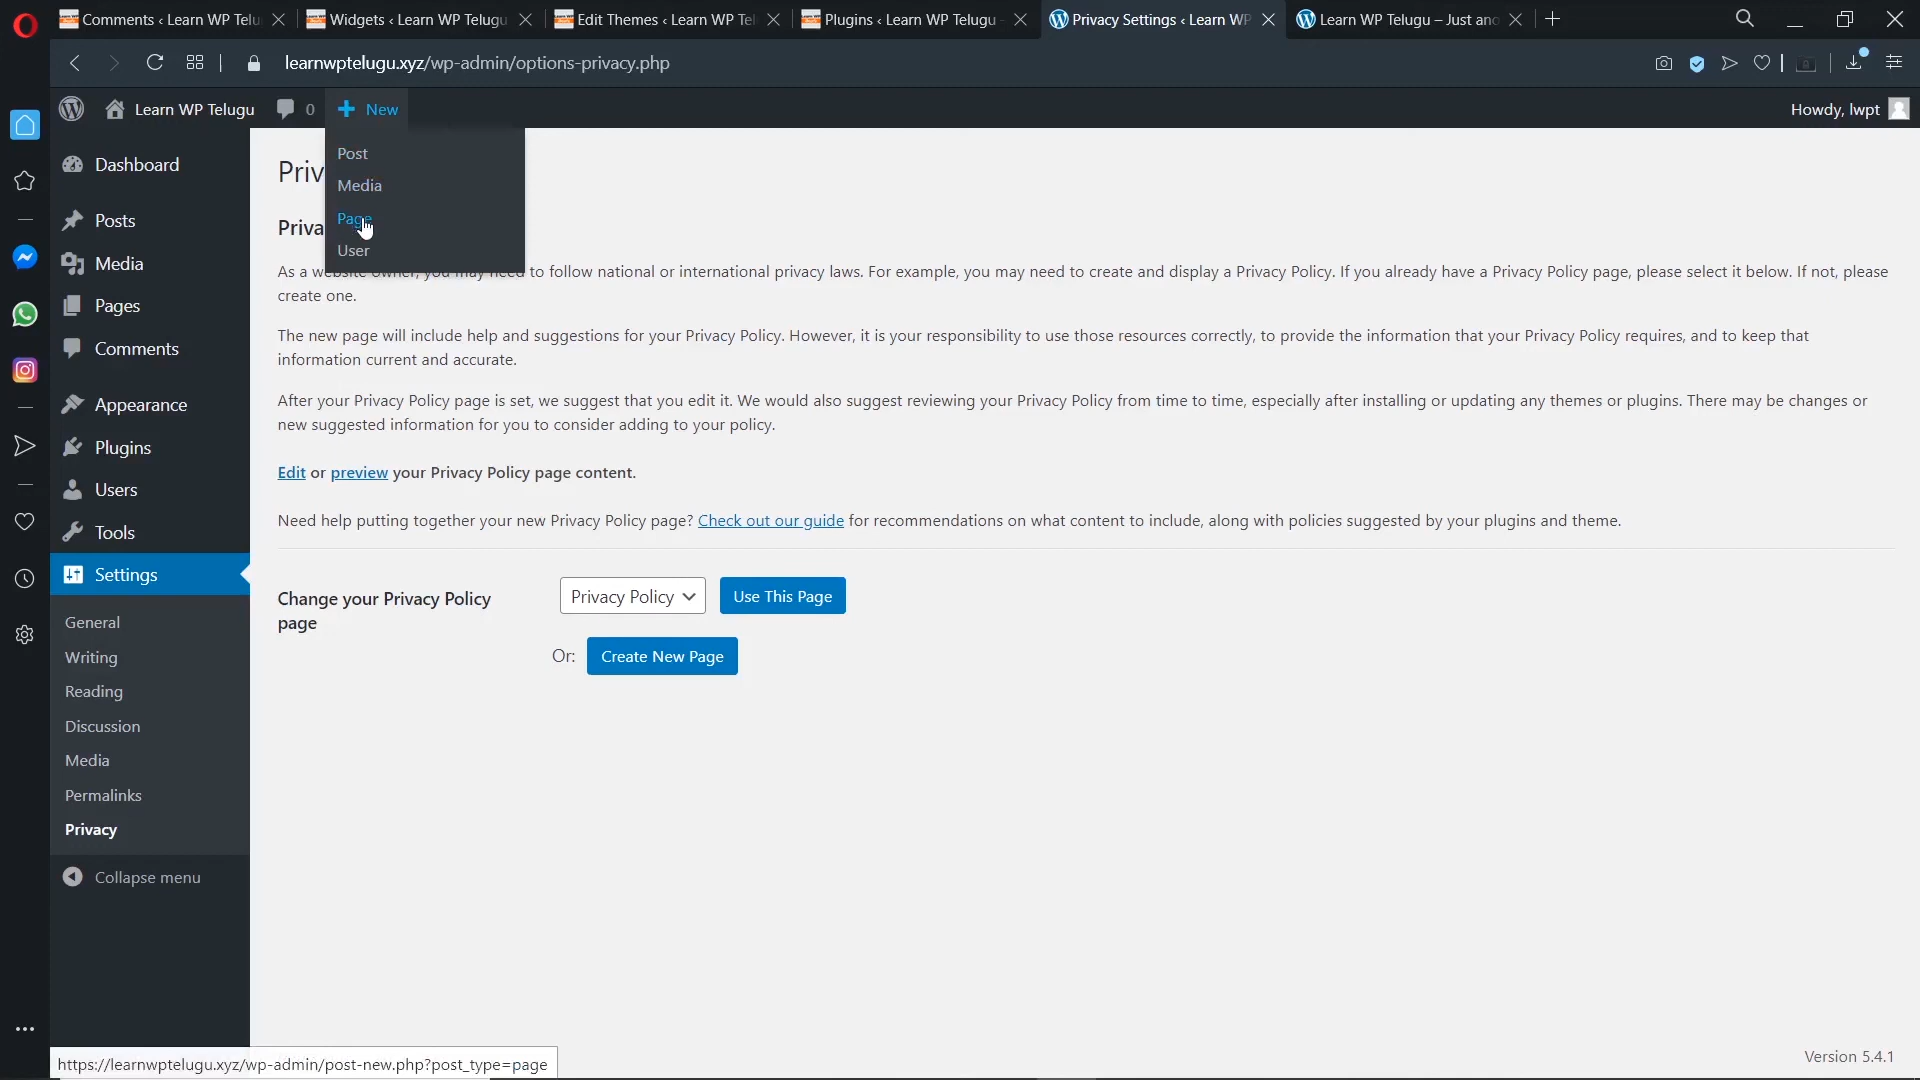 Comments ‹ Learn WP Telu
Widgets ‹ Learn WP Telugu
Edit Themes ‹ Learn WP Tel
Plugins ‹ Learn WP Telugu
Privacy Settings ‹ Learn WP
Learn WP Telugu – Just ano
learnwptelugu.xyz/wp-admin/options-privacy.php
Learn WP Telugu
0
New
Howdy, lwpt
Post
Media
Page
User
Dashboard
Posts
Media
Pages
Comments
Appearance
Plugins
Users
Tools
Settings
General
Writing
Reading
Discussion
Media
Permalinks
Privacy
Collapse menu
Priv
Priva
As a website owner, you may need to follow national or international privacy laws. For example, you may need to create and display a Privacy Policy. If you already have a Privacy Policy page, please select it below. If not, please
create one.
The new page will include help and suggestions for your Privacy Policy. However, it is your responsibility to use those resources correctly, to provide the information that your Privacy Policy requires, and to keep that
information current and accurate.
After your Privacy Policy page is set, we suggest that you edit it. We would also suggest reviewing your Privacy Policy from time to time, especially after installing or updating any themes or plugins. There may be changes or
new suggested information for you to consider adding to your policy.
Edit or preview your Privacy Policy page content.
Need help putting together your new Privacy Policy page? Check out our guide for recommendations on what content to include, along with policies suggested by your plugins and theme.
Change your Privacy Policy
page
Privacy Policy
Use This Page
Or:
Create New Page
Version 5.4.1
https://learnwptelugu.xyz/wp-admin/post-new.php?post_type=page